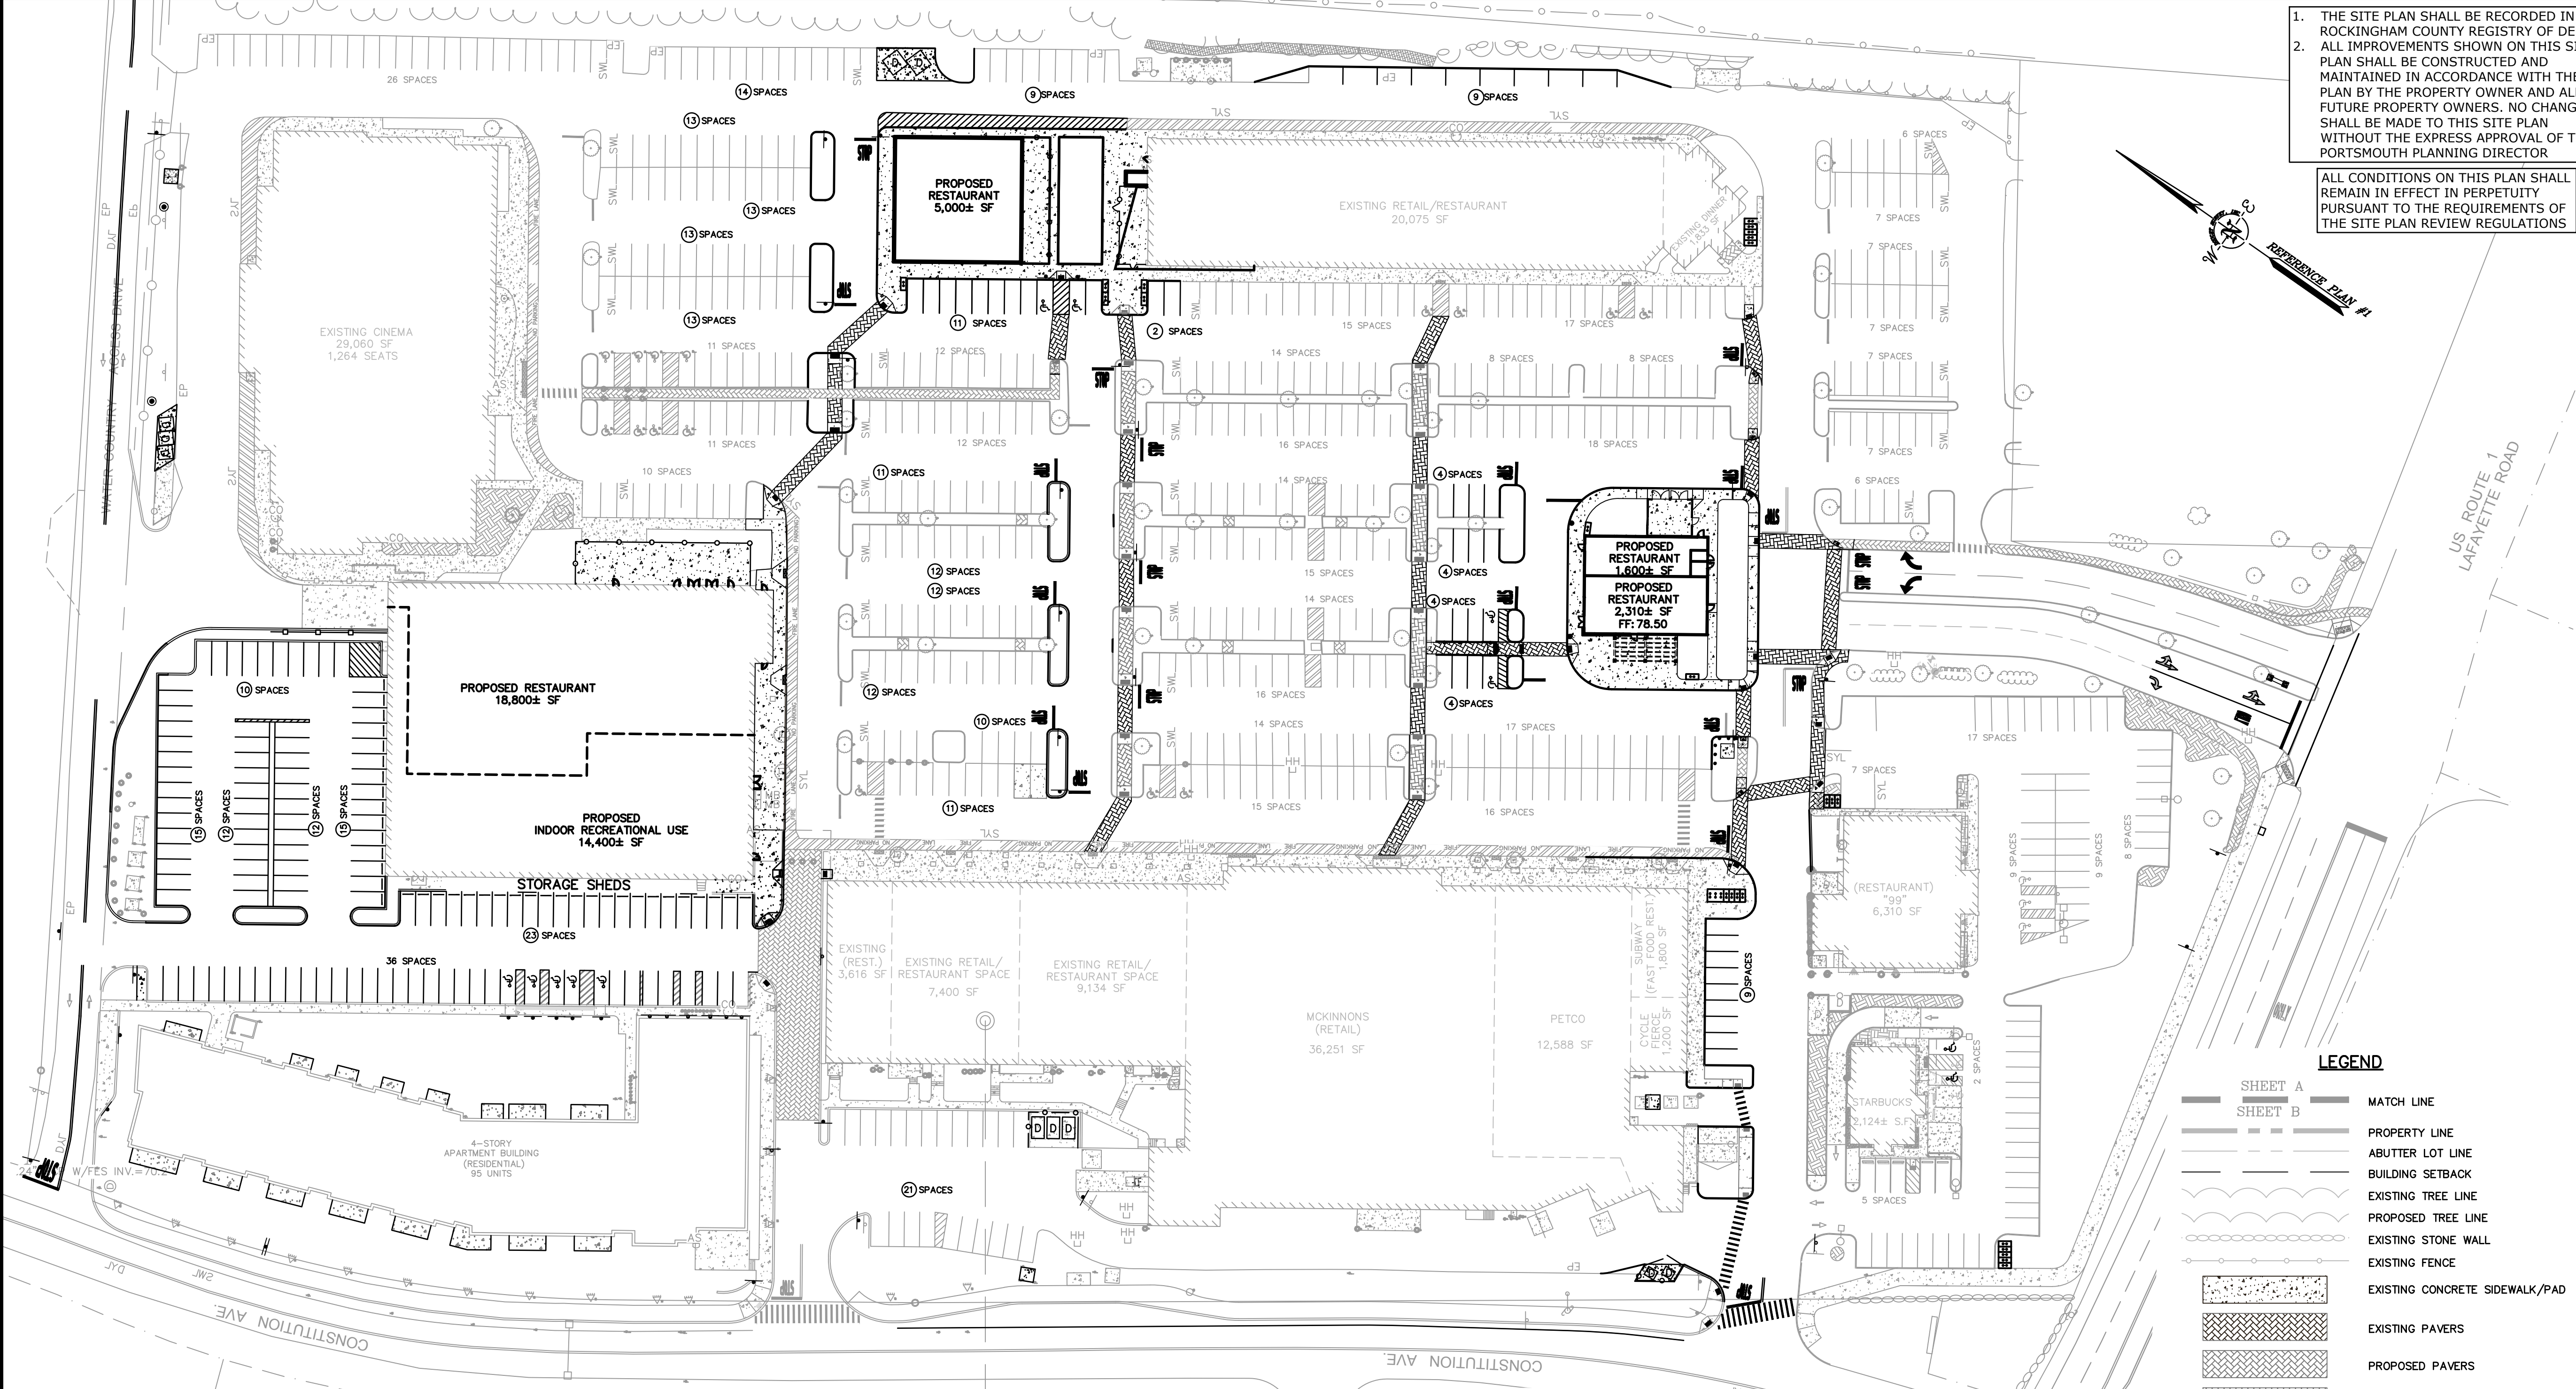 1. THE SITE PLAN SHALL BE RECORDED IN
ROCKINGHAM COUNTY REGISTRY OF DE
2. ALL IMPROVEMENTS SHOWN ON THIS SI
PLAN SHALL BE CONSTRUCTED AND
MAINTAINED IN ACCORDANCE WITH THE
PLAN BY THE PROPERTY OWNER AND AL
FUTURE PROPERTY OWNERS. NO CHANG
SHALL BE MADE TO THIS SITE PLAN
WITHOUT THE EXPRESS APPROVAL OF T
PORTSMOUTH PLANNING DIRECTOR
ALL CONDITIONS ON THIS PLAN SHALL
REMAIN IN EFFECT IN PERPETUITY
PURSUANT TO THE REQUIREMENTS OF
THE SITE PLAN REVIEW REGULATIONS
REFERENCE PLAN #1
26 SPACES
14 SPACES
9 SPACES
9 SPACES
13 SPACES
13 SPACES
13 SPACES
13 SPACES
PROPOSED
RESTAURANT
5,000± SF
EXISTING RETAIL/RESTAURANT
20,075 SF
EXISTING DINNER
1,833 SF
6 SPACES
7 SPACES
7 SPACES
7 SPACES
7 SPACES
7 SPACES
6 SPACES
EXISTING CINEMA
29,060 SF
1,264 SEATS
WATER COUNTRY ACCESS DRIVE
11 SPACES
2 SPACES
15 SPACES
17 SPACES
11 SPACES
12 SPACES
14 SPACES
8 SPACES
8 SPACES
11 SPACES
12 SPACES
16 SPACES
18 SPACES
10 SPACES
11 SPACES
14 SPACES
4 SPACES
12 SPACES
15 SPACES
4 SPACES
12 SPACES
14 SPACES
4 SPACES
12 SPACES
16 SPACES
4 SPACES
10 SPACES
14 SPACES
17 SPACES
11 SPACES
15 SPACES
16 SPACES
PROPOSED
RESTAURANT
1,600± SF
PROPOSED
RESTAURANT
2,310± SF
FF: 78.50
US ROUTE 1
LAFAYETTE ROAD
10 SPACES
15 SPACES
12 SPACES
12 SPACES
15 SPACES
PROPOSED RESTAURANT
18,800± SF
PROPOSED
INDOOR RECREATIONAL USE
14,400± SF
STORAGE SHEDS
23 SPACES
36 SPACES
17 SPACES
7 SPACES
9 SPACES
9 SPACES
8 SPACES
(RESTAURANT)
"99"
6,310 SF
EXISTING
(REST.)
3,616 SF
EXISTING RETAIL/
RESTAURANT SPACE
7,400 SF
EXISTING RETAIL/
RESTAURANT SPACE
9,134 SF
MCKINNONS
(RETAIL)
36,251 SF
PETCO
12,588 SF
SUBWAY
(FAST FOOD REST.)
1,800 SF
CYCLE
FIERCE
1,200 SF
9 SPACES
STARBUCKS
2,124± S.F.
2 SPACES
5 SPACES
4-STORY
APARTMENT BUILDING
(RESIDENTIAL)
95 UNITS
24" W/FES INV.=70.2
21 SPACES
CONSTITUTION AVE.
CONSTITUTION AVE.
LEGEND
SHEET A
SHEET B
MATCH LINE
PROPERTY LINE
ABUTTER LOT LINE
BUILDING SETBACK
EXISTING TREE LINE
PROPOSED TREE LINE
EXISTING STONE WALL
EXISTING FENCE
EXISTING CONCRETE SIDEWALK/PAD
EXISTING PAVERS
PROPOSED PAVERS